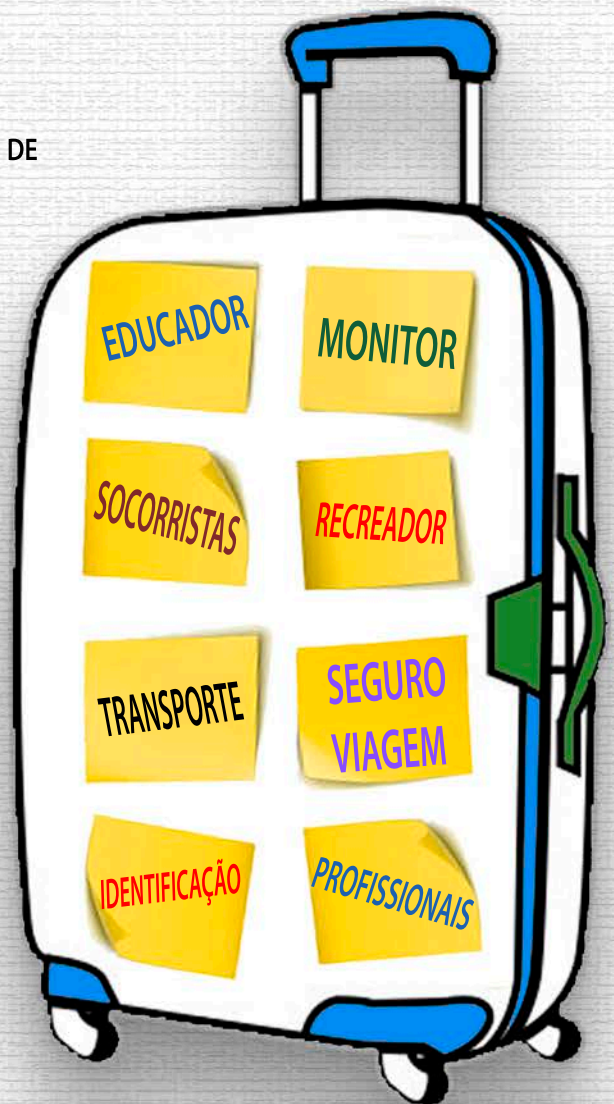 DE
EDUCADOR
MONITOR
SOCORRISTAS
RECREADOR
TRANSPORTE
SEGURO
VIAGEM
IDENTIFICAÇÃO
PROFISSIONAIS